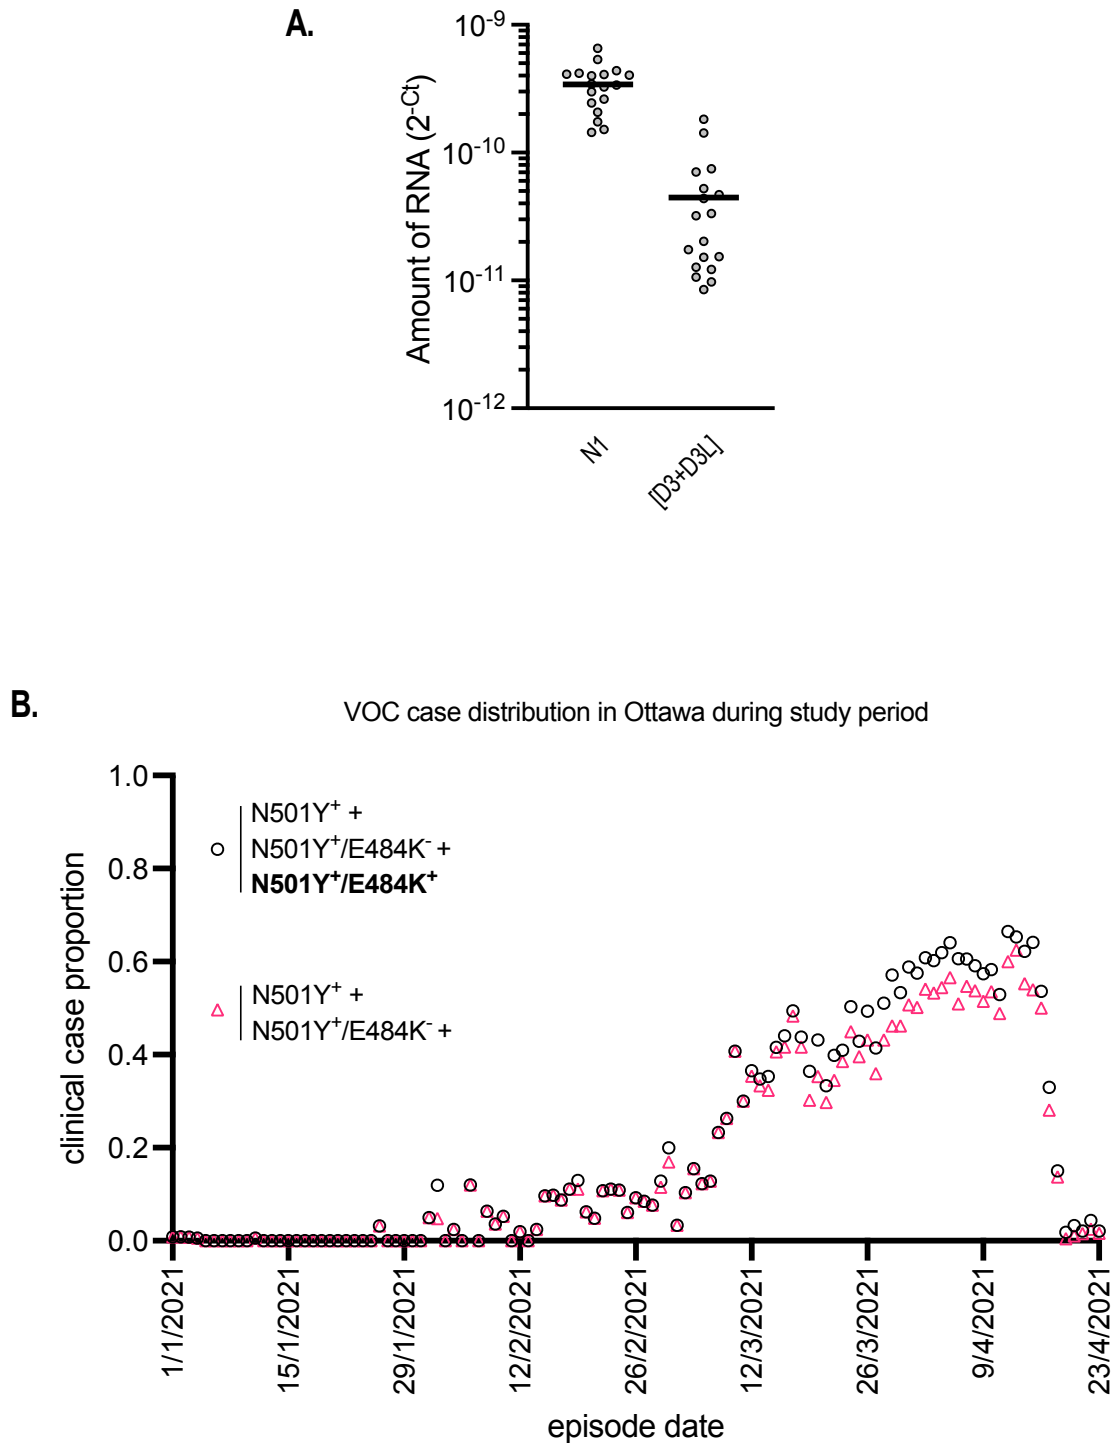 A.
Amount of RNA (2^-Ct)
10^-9
10^-10
10^-11
10^-12
N1
[D3+D3L]
B.
VOC case distribution in Ottawa during study period
clinical case proportion
1.0
0.8
0.6
0.4
0.2
0.0
N501Y^+ +
N501Y^+/E484K^- +
N501Y^+/E484K^+
N501Y^+ +
N501Y^+/E484K^- +
1/1/2021
15/1/2021
29/1/2021
12/2/2021
26/2/2021
12/3/2021
26/3/2021
9/4/2021
23/4/2021
episode date